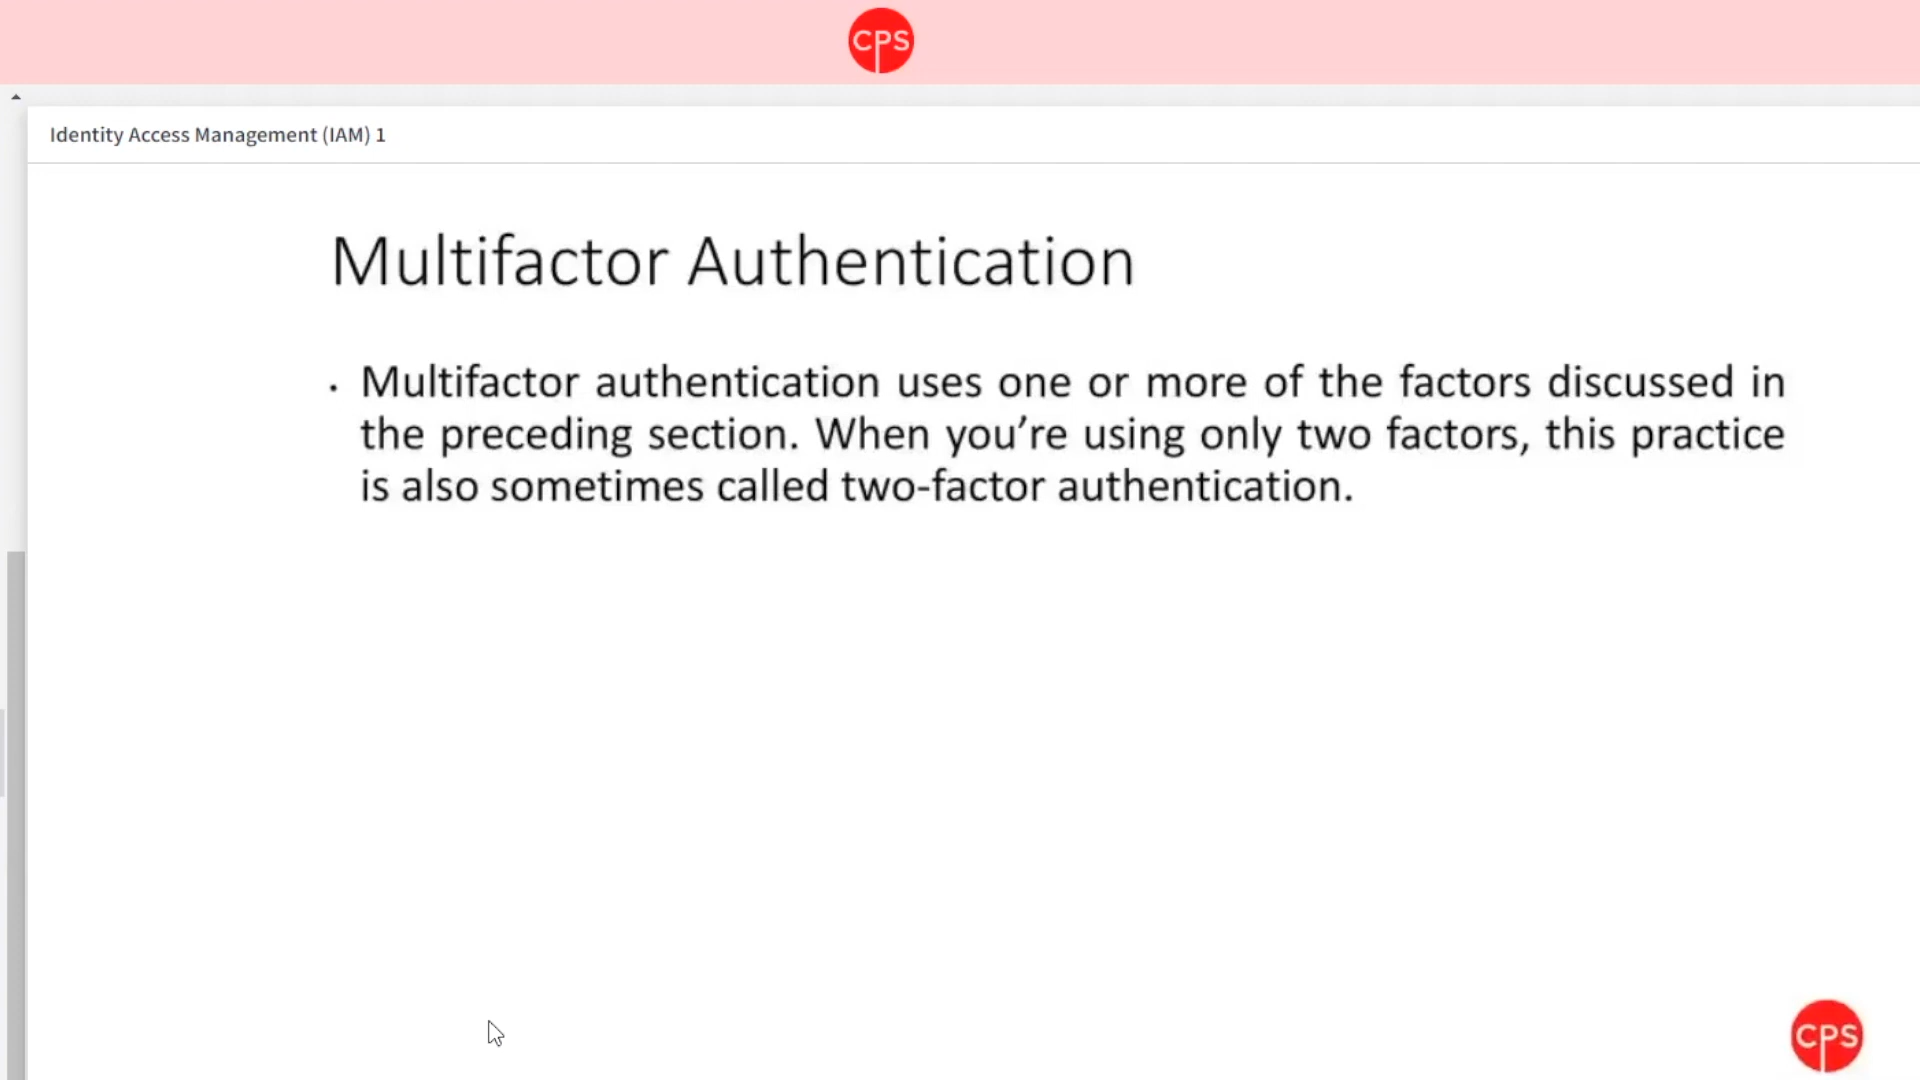 CPS
Identity Access Management (IAM) 1
Multifactor Authentication
• Multifactor authentication uses one or more of the factors discussed in
the preceding section. When you’re using only two factors, this practice
is also sometimes called two-factor authentication.
CPS